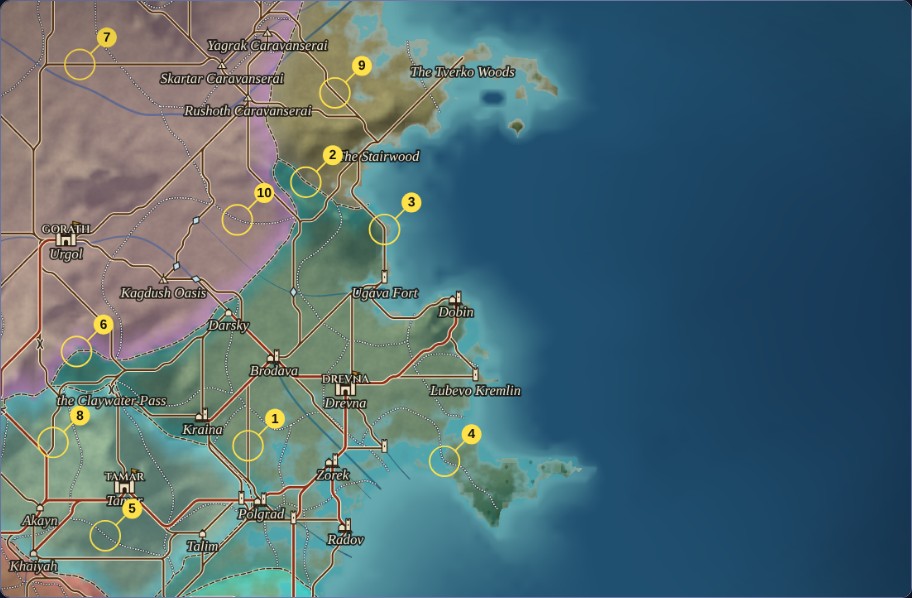 7
Yagrak Caravanserai
9
Skartar Caravanserai
The Tverko Woods
Rushoth Caravanserai
2
The Stairwood
10
3
GORATH
Urgol
Kagdush Oasis
Ugava Fort
Dobin
6
Darsky
Brodava
DREVNA
Drevna
Lubevo Kremlin
the Claywater Pass
8
Kraina
1
4
TAMAR
Zorek
Tamar
5
Akayn
Polgrad
Talim
Radov
Khaiyah